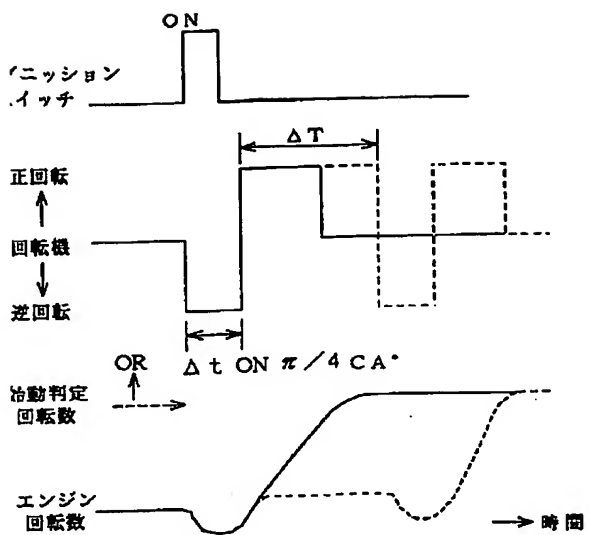 ON
ニッション
イッチ
ΔT
正回転
回転機
逆回転
Δt ON π/4 CA°
OR
始動判定
回転数
エンジン
回転数
時間